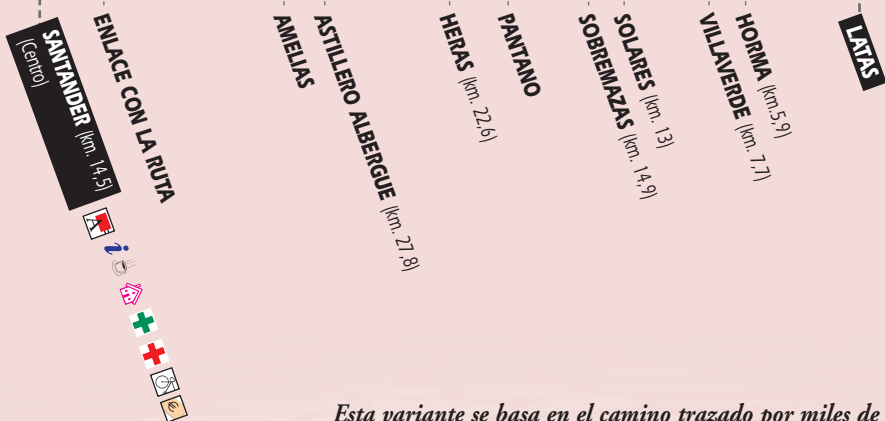 SANTANDER (km. 14,5)
(Centro)
ENLACE CON LA RUTA
AMELIAS
ASTILLERO ALBERGUE (km. 27,8)
HERAS (km. 22,6)
PANTANO
SOBREMAZAS (km. 14,9)
SOLARES (km. 13)
VILLAVERDE (km. 7,7)
HORMA (km.5,9)
LATAS
A
i
€
Esta variante se basa en el camino trazado por miles de